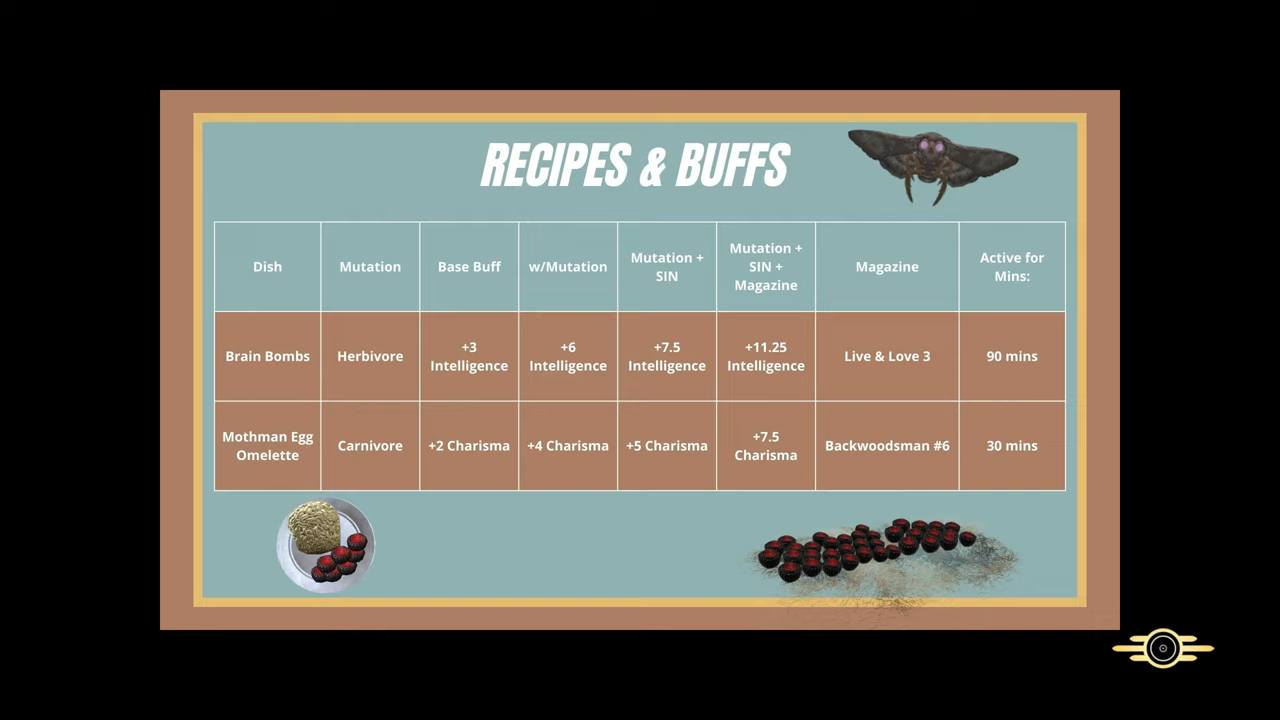 RECIPES & BUFFS
Dish
Mutation
Base Buff
w/Mutation
Mutation +
SIN
Mutation +
SIN +
Magazine
Magazine
Active for
Mins:
Brain Bombs
Herbivore
+3
Intelligence
+6
Intelligence
+7.5
Intelligence
+11.25
Intelligence
Live & Love 3
90 mins
Mothman Egg
Omelette
Carnivore
+2 Charisma
+4 Charisma
+5 Charisma
+7.5
Charisma
Backwoodsman #6
30 mins